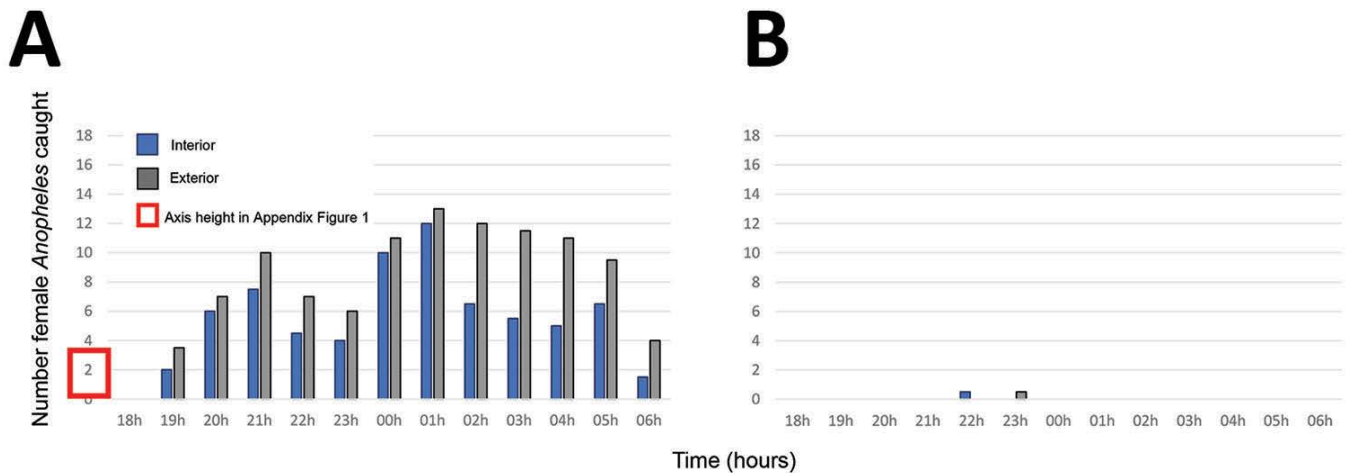 A
B
Number female Anopheles caught
18
16
14
12
10
8
6
4
2
0
Interior
Exterior
Axis height in Appendix Figure 1
18h 19h 20h 21h 22h 23h 00h 01h 02h 03h 04h 05h 06h
18
16
14
12
10
8
6
4
2
0
18h 19h 20h 21h 22h 23h 00h 01h 02h 03h 04h 05h 06h
Time (hours)